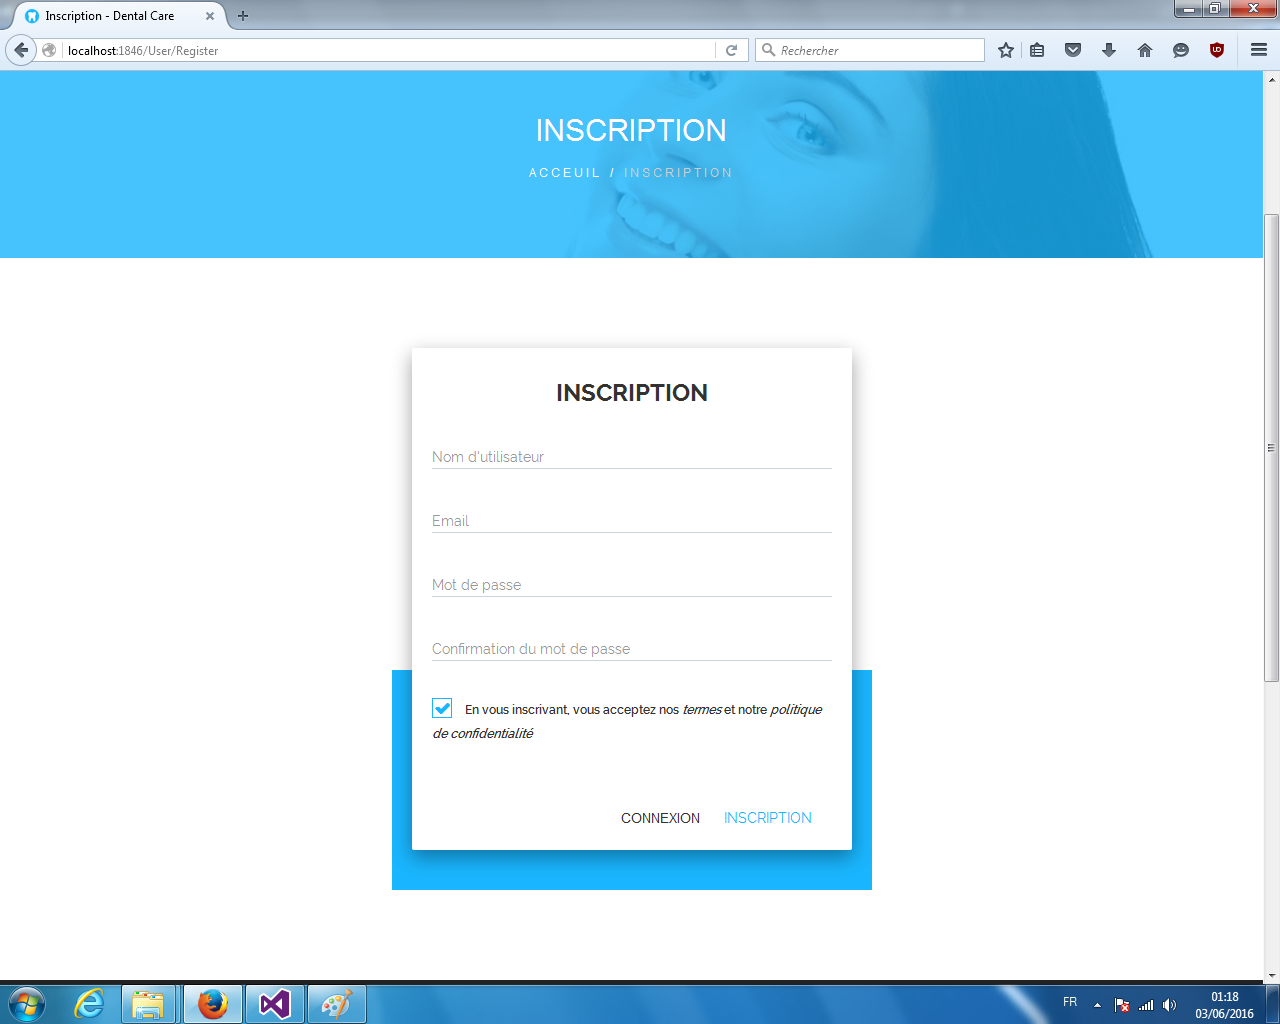 Inscription - Dental Care
localhost:1846/User/Register
Rechercher
INSCRIPTION
ACCEUIL / INSCRIPTION
INSCRIPTION
Nom d'utilisateur
Email
Mot de passe
Confirmation du mot de passe
En vous inscrivant, vous acceptez nos termes et notre politique
de confidentialité
CONNEXION INSCRIPTION
FR
01:18
03/06/2016